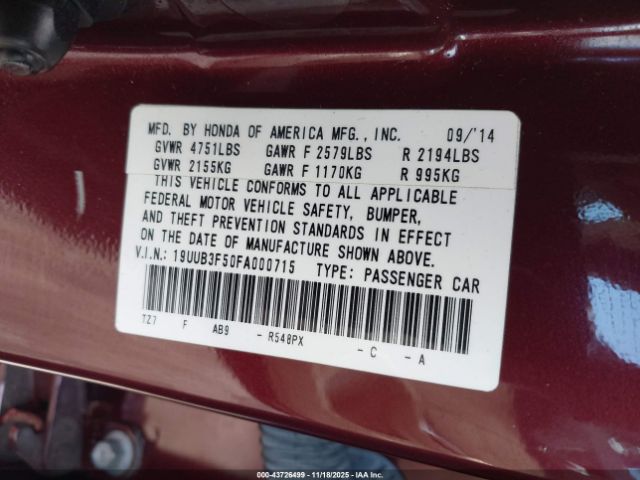 MFD. BY HONDA OF AMERICA MFG., INC. 09/'14
GVWR 4751LBS GAWR F 2579LBS R 2194LBS
GVWR 2155KG GAWR F 1170KG R 995KG
THIS VEHICLE CONFORMS TO ALL APPLICABLE
FEDERAL MOTOR VEHICLE SAFETY, BUMPER,
AND THEFT PREVENTION STANDARDS IN EFFECT
ON THE DATE OF MANUFACTURE SHOWN ABOVE.
V.I.N.: 19UUB3F50FA000715 TYPE: PASSENGER CAR
TZ7 F AB9 - R548PX - C - A
000-43726499 - 11/18/2025 - IAA Inc.